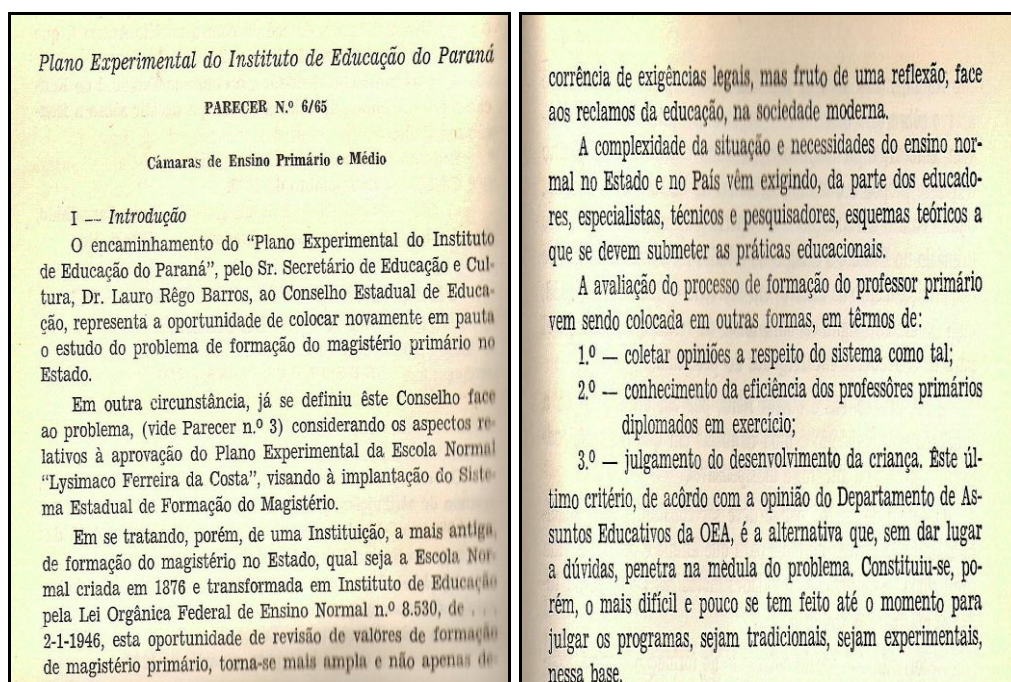 Plano Experimental do Instituto de Educação do Paraná
PARECER N.º 6/65
Câmaras de Ensino Primário e Médio
I — Introdução
O encaminhamento do “Plano Experimental do Instituto
de Educação do Paraná”, pelo Sr. Secretário de Educação e Cul-
tura, Dr. Lauro Rêgo Barros, ao Conselho Estadual de Educa-
ção, representa a oportunidade de colocar novamente em pauta
o estudo do problema de formação do magistério primário no
Estado.
Em outra circunstância, já se definiu êste Conselho face
ao problema, (vide Parecer n.º 3) considerando os aspectos re-
lativos à aprovação do Plano Experimental da Escola Normal
“Lysimaco Ferreira da Costa”, visando à implantação do Siste-
ma Estadual de Formação do Magistério.
Em se tratando, porém, de uma Instituição, a mais antiga,
de formação do magistério no Estado, qual seja a Escola Nor-
mal criada em 1876 e transformada em Instituto de Educação
pela Lei Orgânica Federal de Ensino Normal n.º 8.530, de . . .
2-1-1946, esta oportunidade de revisão de valôres de formação
de magistério primário, torna-se mais ampla e não apenas de-
corrência de exigências legais, mas fruto de uma reflexão, face
aos reclamos da educação, na sociedade moderna.
A complexidade da situação e necessidades do ensino nor-
mal no Estado e no País vêm exigindo, da parte dos educado-
res, especialistas, técnicos e pesquisadores, esquemas teóricos a
que se devem submeter as práticas educacionais.
A avaliação do processo de formação do professor primário
vem sendo colocada em outras formas, em têrmos de:
1.º — coletar opiniões a respeito do sistema como tal;
2.º — conhecimento da eficiência dos professôres primários
diplomados em exercício;
3.º — julgamento do desenvolvimento da criança. Êste úl-
timo critério, de acôrdo com a opinião do Departamento de As-
suntos Educativos da OEA, é a alternativa que, sem dar lugar
a dúvidas, penetra na medula do problema. Constituiu-se, po-
rém, o mais difícil e pouco se tem feito até o momento para
julgar os programas, sejam tradicionais, sejam experimentais,
nessa base.